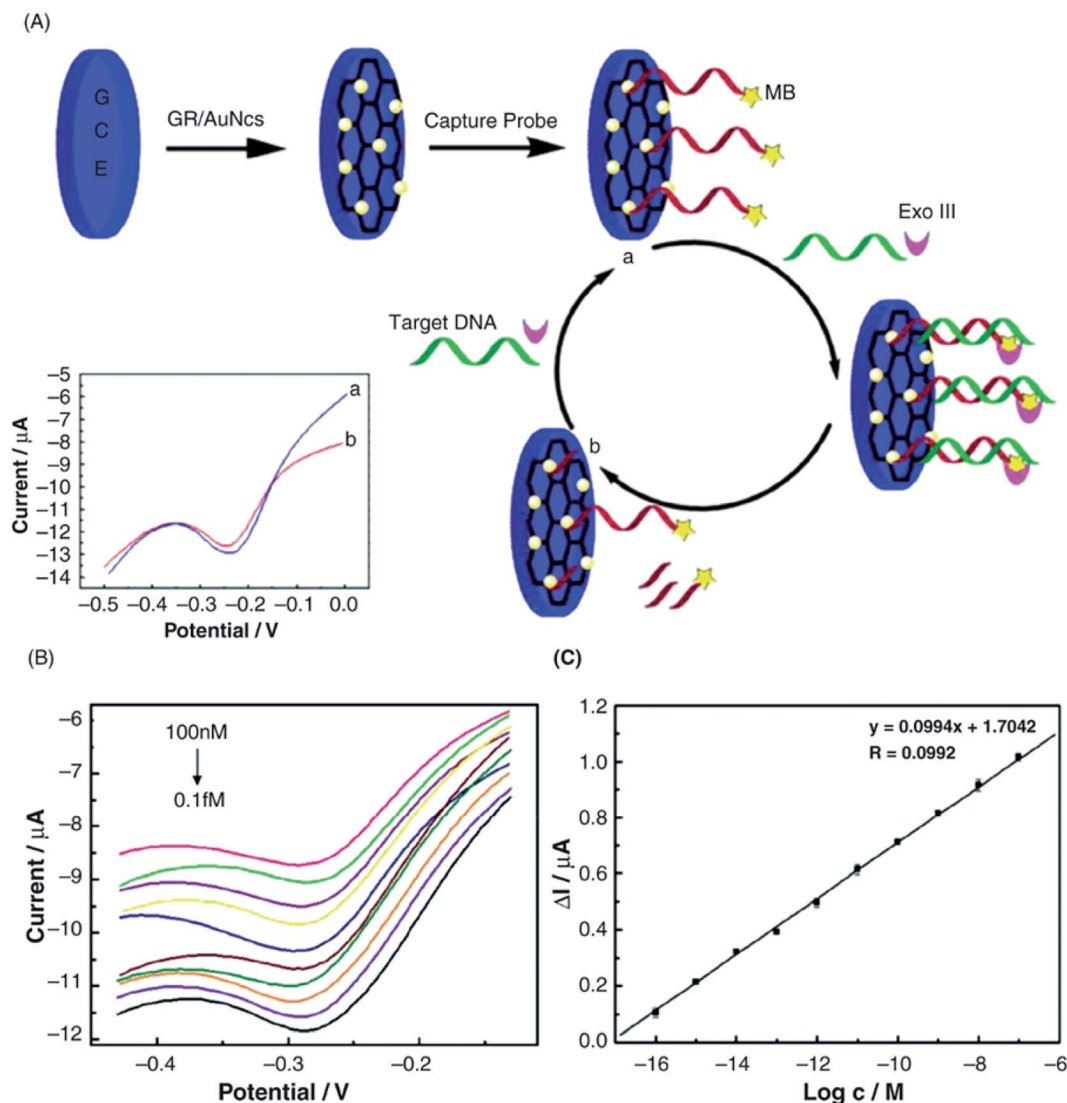 (A)
G
C
E
GR/AuNcs
Capture Probe
MB
Exo III
a
Target DNA
b
−5
−6
−7
−8
−9
−10
−11
−12
−13
−14
a
b
Current / μA
−0.5
−0.4
−0.3
−0.2
−0.1
0.0
Potential / V
(B)
−6
−7
−8
−9
−10
−11
−12
100nM
0.1fM
Current / μA
−0.4
−0.3
−0.2
Potential / V
(C)
1.2
1.0
0.8
0.6
0.4
0.2
0.0
y = 0.0994x + 1.7042
R = 0.0992
ΔI / μA
−16
−14
−12
−10
−8
−6
Log c / M